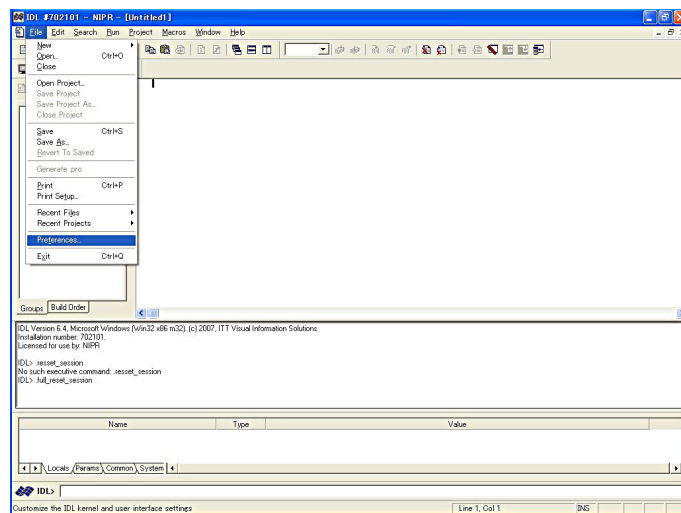 IDL #702101 - NIPR - [Untitled1]
File Edit Search Run Project Macros Window Help
New
Open... Ctrl+O
Close
Open Project...
Save Project
Save Project As...
Close Project
Save Ctrl+S
Save As...
Revert To Saved
Generate .pro
Print Ctrl+P
Print Setup...
Recent Files
Recent Projects
Preferences...
Exit Ctrl+Q
Groups Build Order
IDL Version 6.4, Microsoft Windows (Win32 x86 m32). (c) 2007, ITT Visual Information Solutions
Installation number: 702101.
Licensed for use by: NIPR
IDL> .resset_session
No such executive command: .resset_session
IDL> .full_reset_session
Name Type Value
Locals Params Common System
IDL>
Customize the IDL kernel and user interface settings Line 1, Col 1 INS